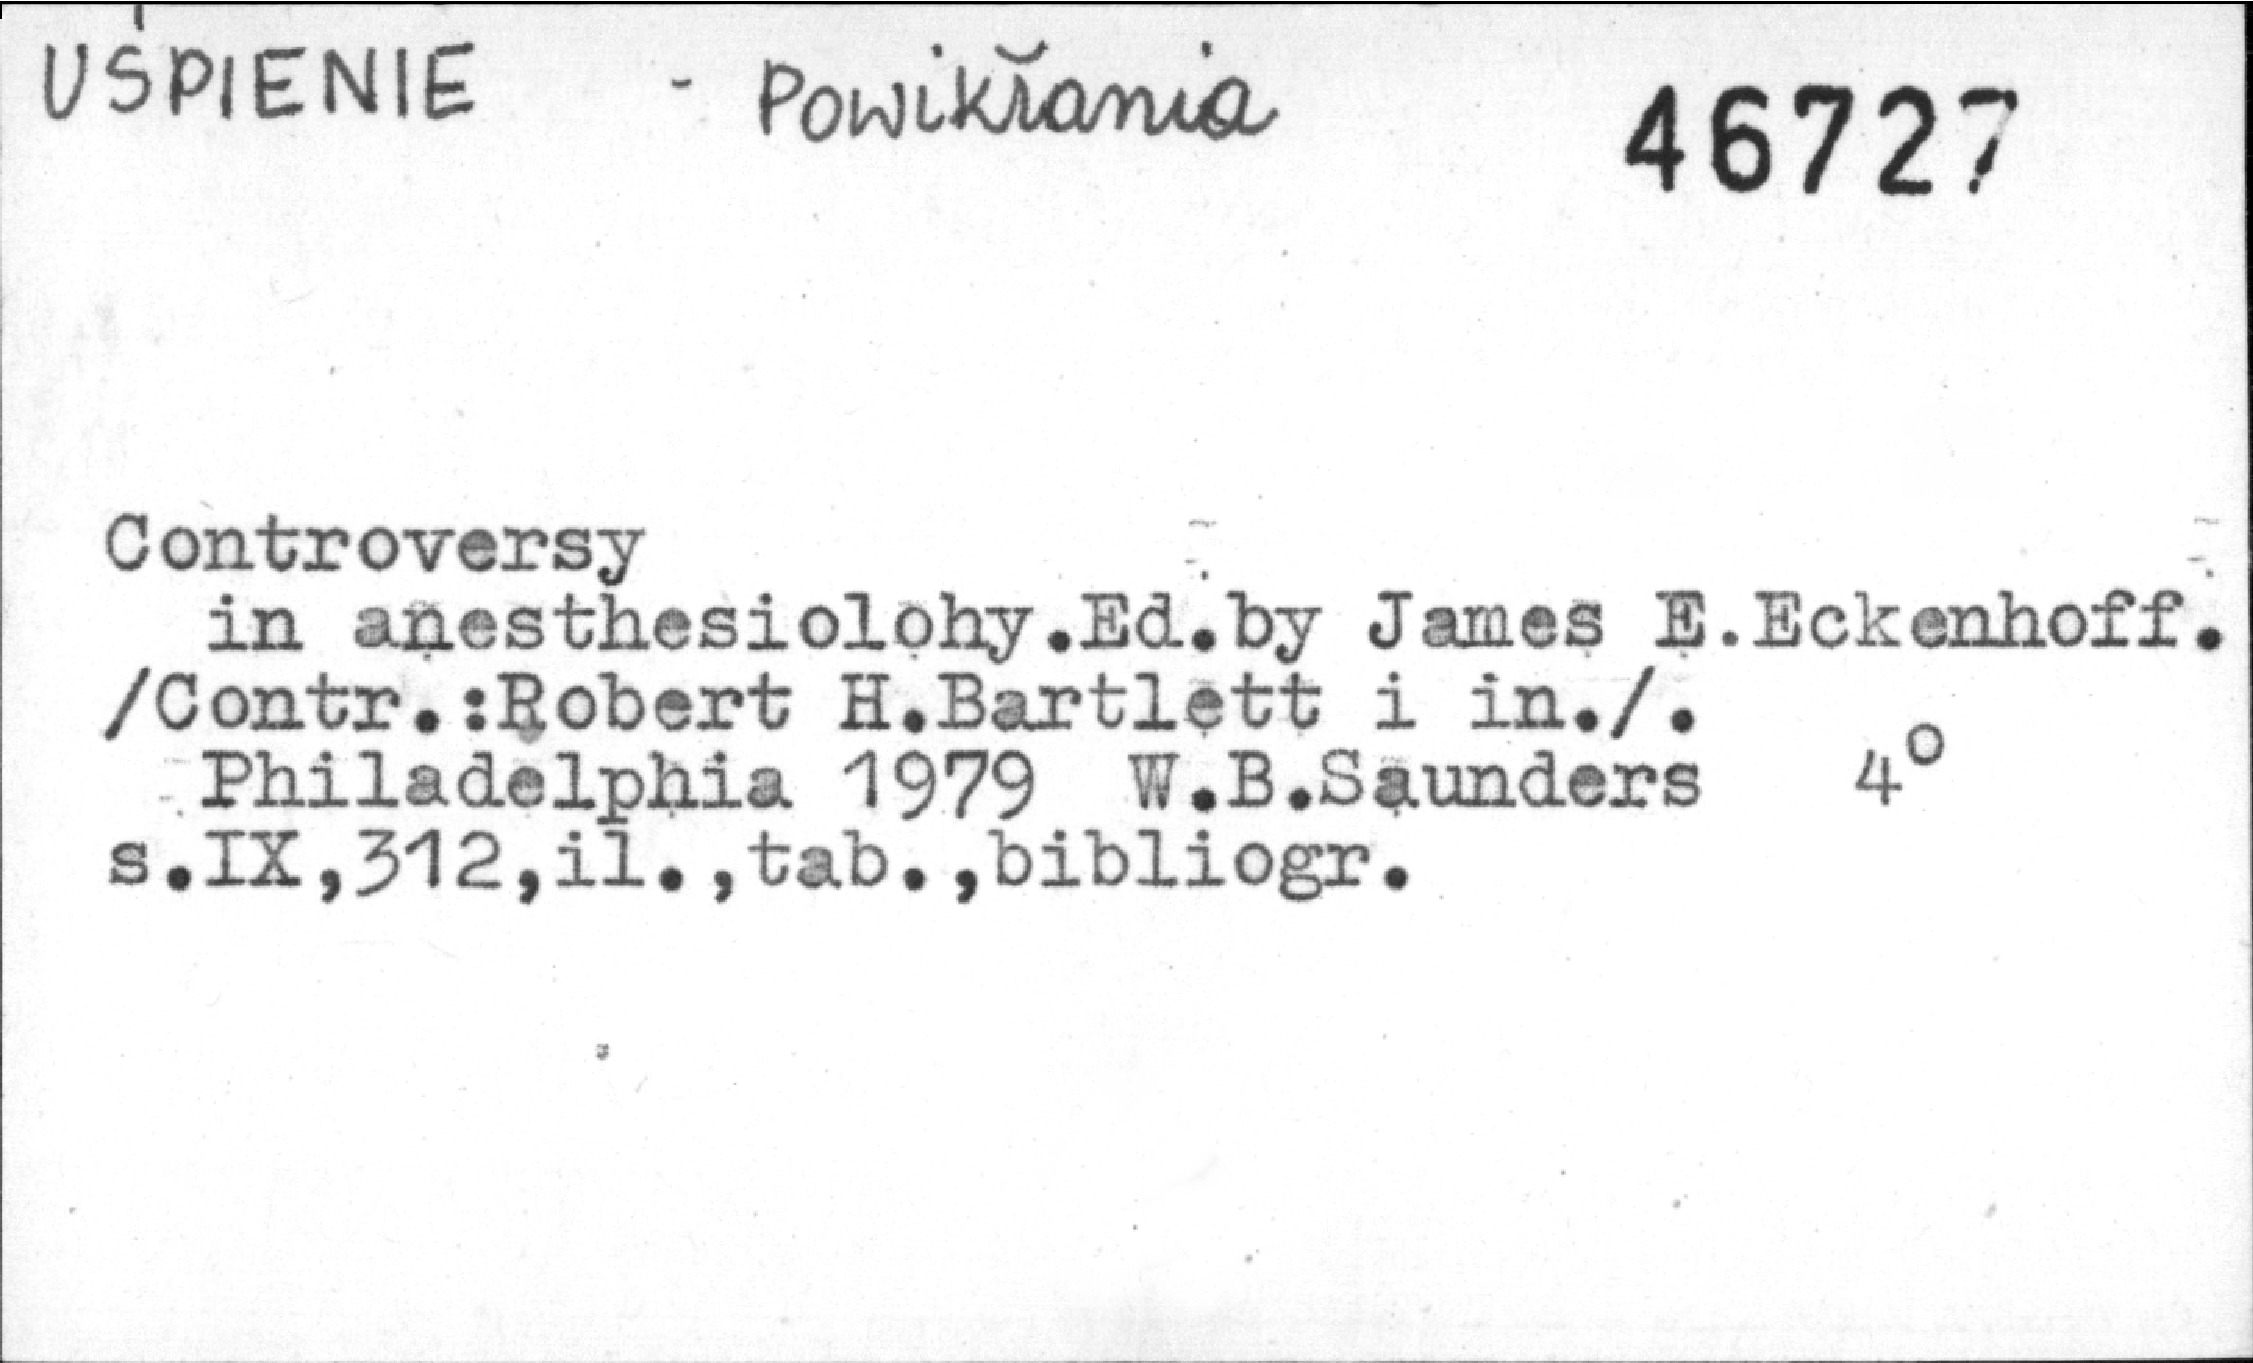 UŚPIENIE - Powikłania 46727
Controversy
in anesthesiolohy.Ed.by James E.Eckenhoff.
/Contr.:Robert H.Bartlett i in./.
Philadelphia 1979 W.B.Saunders 4°
s.IX,312,il.,tab.,bibliogr.